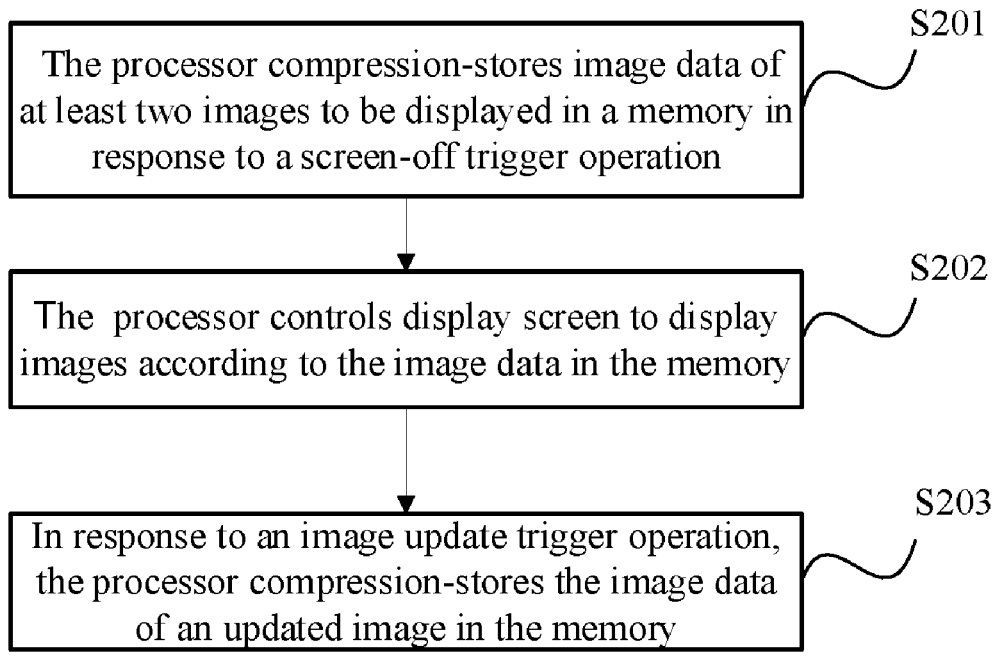 S201
The processor compression-stores image data of
at least two images to be displayed in a memory in
response to a screen-off trigger operation
S202
The processor controls display screen to display
images according to the image data in the memory
S203
In response to an image update trigger operation,
the processor compression-stores the image data
of an updated image in the memory